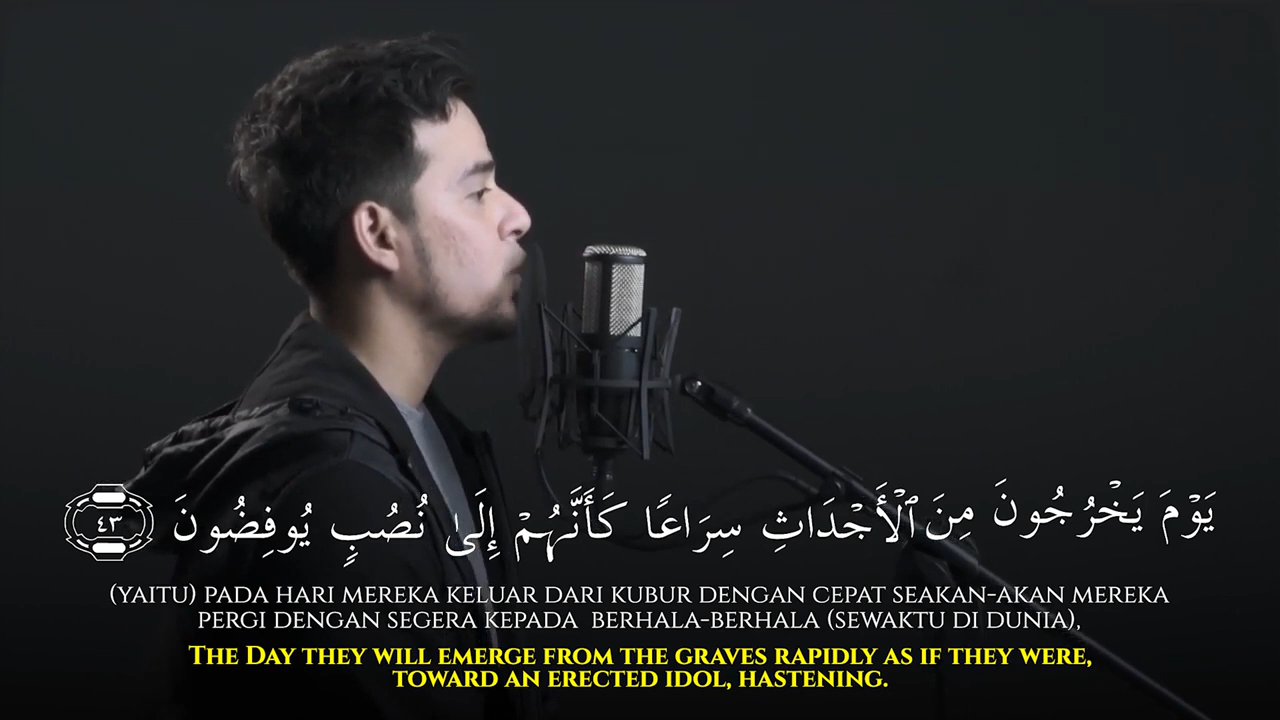 يَوْمَ يَخْرُجُونَ مِنَ ٱلْأَجْدَاثِ سِرَاعًا كَأَنَّهُمْ إِلَىٰ نُصُبٍ يُوفِضُونَ ٤٣
(YAITU) PADA HARI MEREKA KELUAR DARI KUBUR DENGAN CEPAT SEAKAN-AKAN MEREKA
PERGI DENGAN SEGERA KEPADA BERHALA-BERHALA (SEWAKTU DI DUNIA),
THE DAY THEY WILL EMERGE FROM THE GRAVES RAPIDLY AS IF THEY WERE,
TOWARD AN ERECTED IDOL, HASTENING.